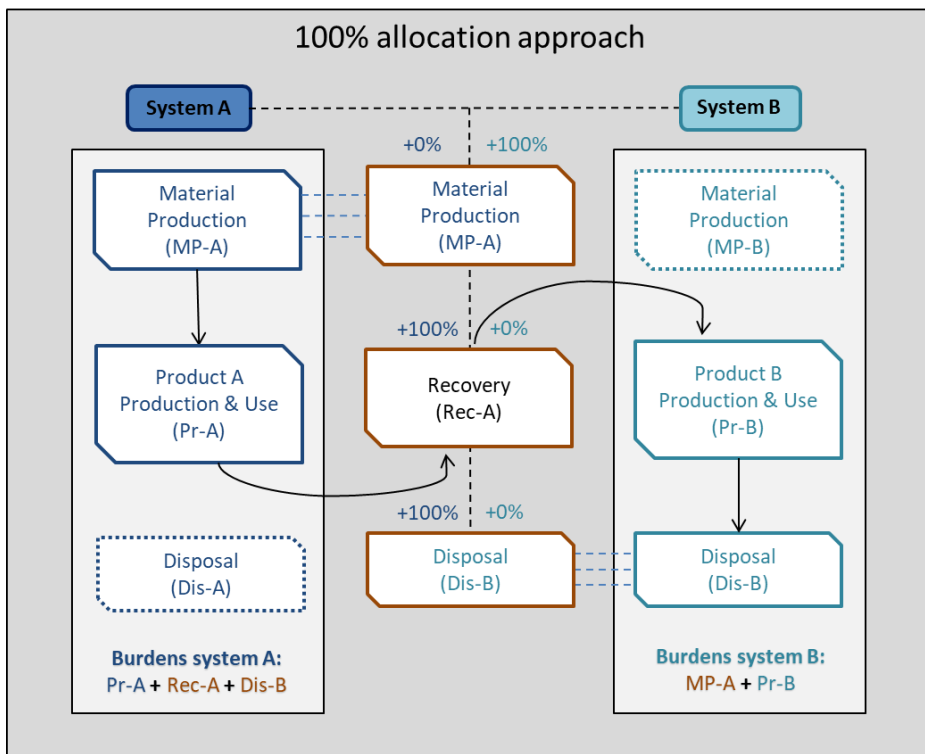 100% allocation approach
System A
System B
+0%
+100%
Material
Production
(MP-A)
Material
Production
(MP-A)
Material
Production
(MP-B)
+100%
+0%
Product A
Production & Use
(Pr-A)
Recovery
(Rec-A)
Product B
Production & Use
(Pr-B)
+100%
+0%
Disposal
(Dis-A)
Disposal
(Dis-B)
Disposal
(Dis-B)
Burdens system A:
Pr-A + Rec-A + Dis-B
Burdens system B:
MP-A + Pr-B